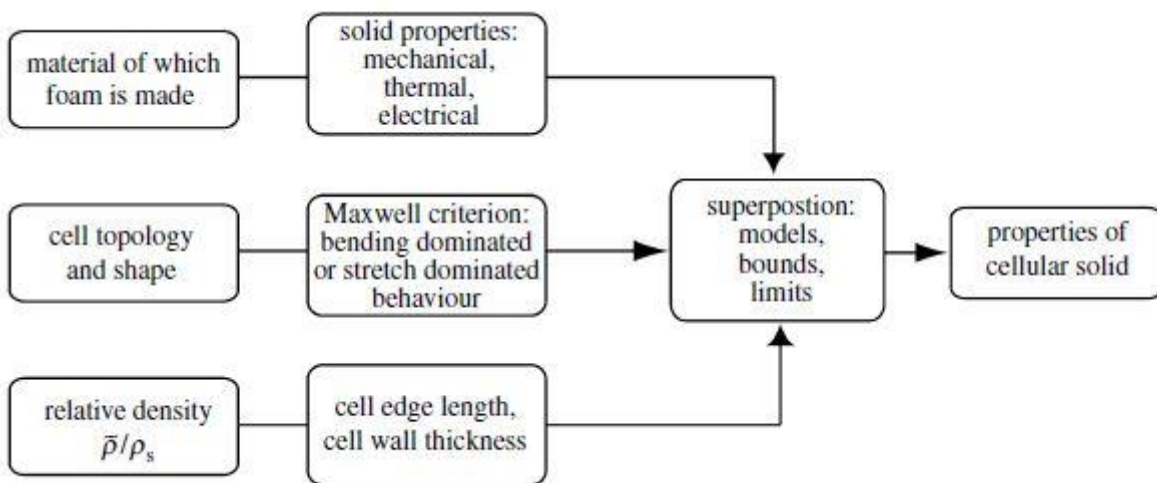 material of which
foam is made
solid properties:
mechanical,
thermal,
electrical
cell topology
and shape
Maxwell criterion:
bending dominated
or stretch dominated
behaviour
superpostion:
models,
bounds,
limits
properties of
cellular solid
relative density
ρ̄/ρs
cell edge length,
cell wall thickness